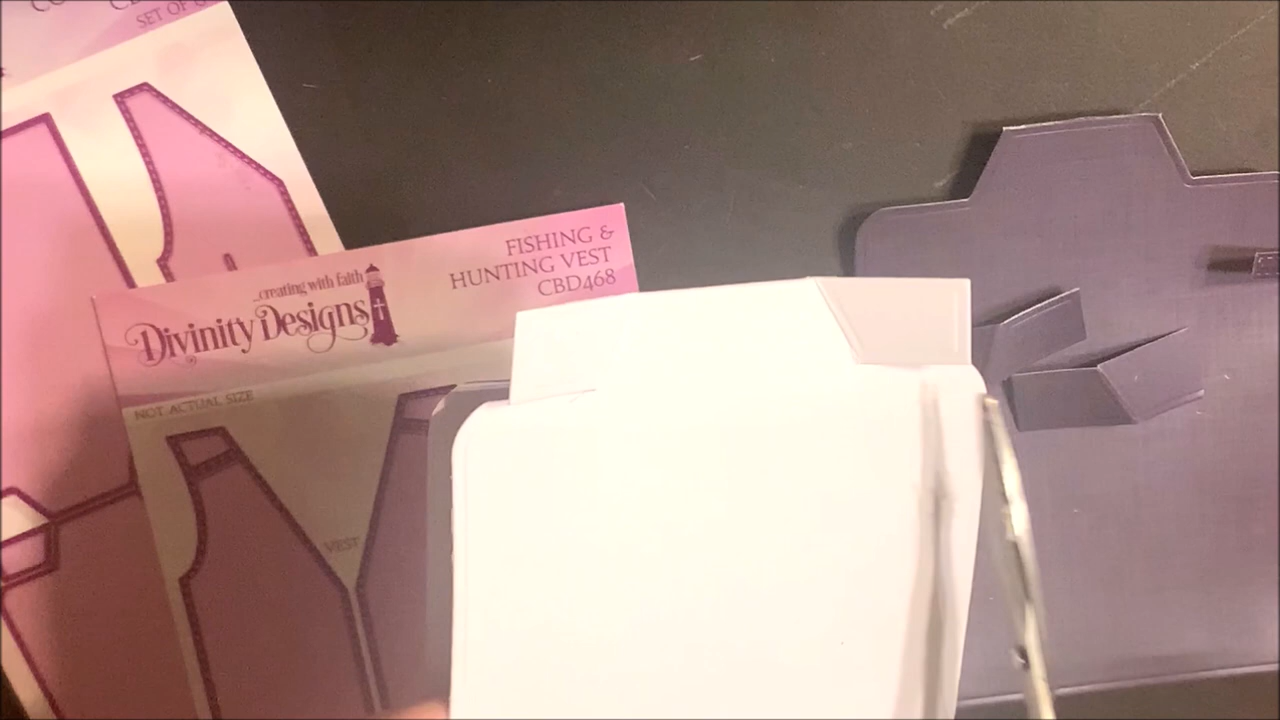 SET OF
FISHING &
HUNTING VEST
CBD468
...creating with faith
Divinity Designs
NOT ACTUAL SIZE
VEST